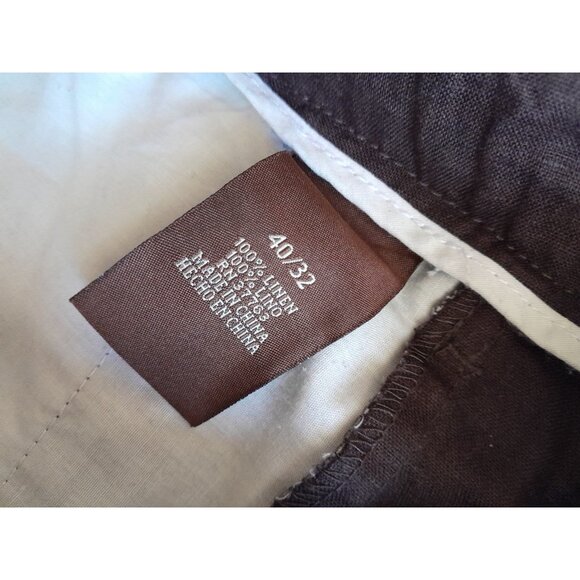 40/32
100% LINEN
100% LINO
RN 37763
MADE IN CHINA
HECHO EN CHINA